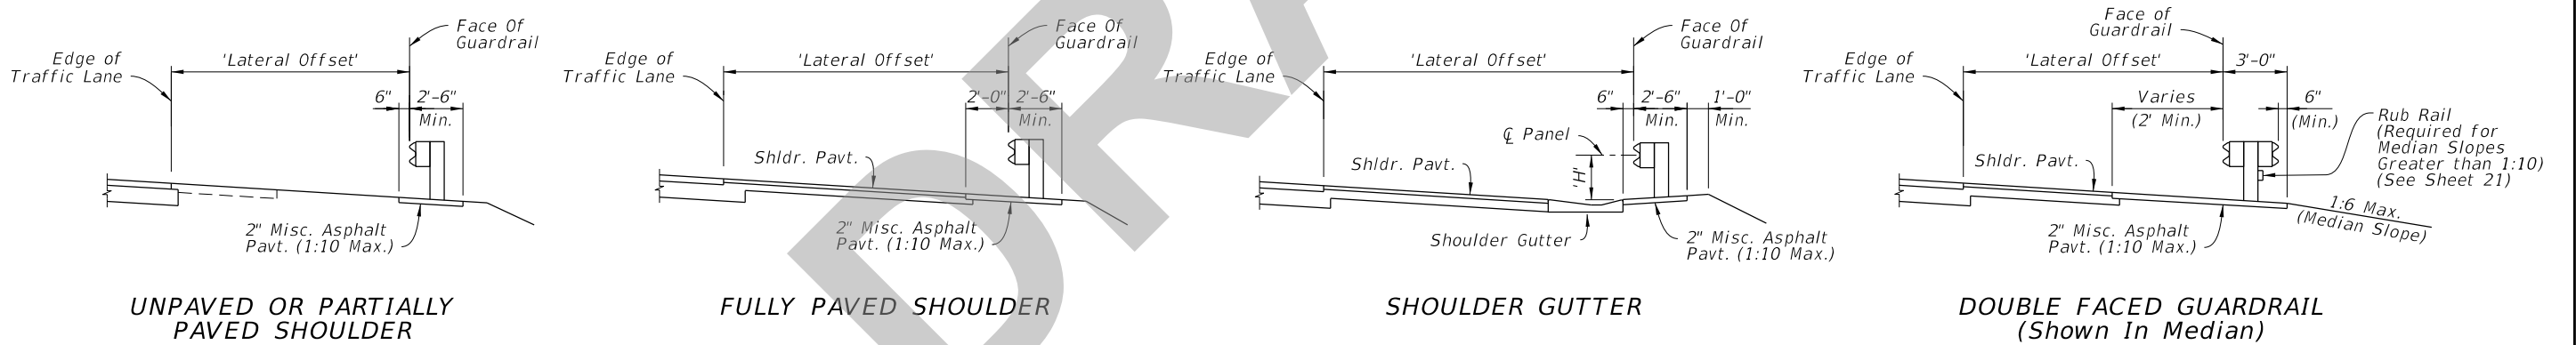 Face Of
Guardrail
Edge of
Traffic Lane
'Lateral Offset'
6"
2'-6"
Min.
2" Misc. Asphalt
Pavt. (1:10 Max.)
UNPAVED OR PARTIALLY
PAVED SHOULDER
Face Of
Guardrail
Edge of
Traffic Lane
'Lateral Offset'
2'-0"
2'-6"
Min.
Shldr. Pavt.
2" Misc. Asphalt
Pavt. (1:10 Max.)
FULLY PAVED SHOULDER
Face Of
Guardrail
Edge of
Traffic Lane
'Lateral Offset'
6"
2'-6"
Min.
1'-0"
Min.
℄ Panel
'H'
Shldr. Pavt.
Shoulder Gutter
2" Misc. Asphalt
Pavt. (1:10 Max.)
SHOULDER GUTTER
Face of
Guardrail
Edge of
Traffic Lane
'Lateral Offset'
3'-0"
Varies
(2' Min.)
6"
(Min.)
Rub Rail
(Required for
Median Slopes
Greater than 1:10)
(See Sheet 21)
Shldr. Pavt.
1:6 Max.
(Median Slope)
2" Misc. Asphalt
Pavt. (1:10 Max.)
DOUBLE FACED GUARDRAIL
(Shown In Median)